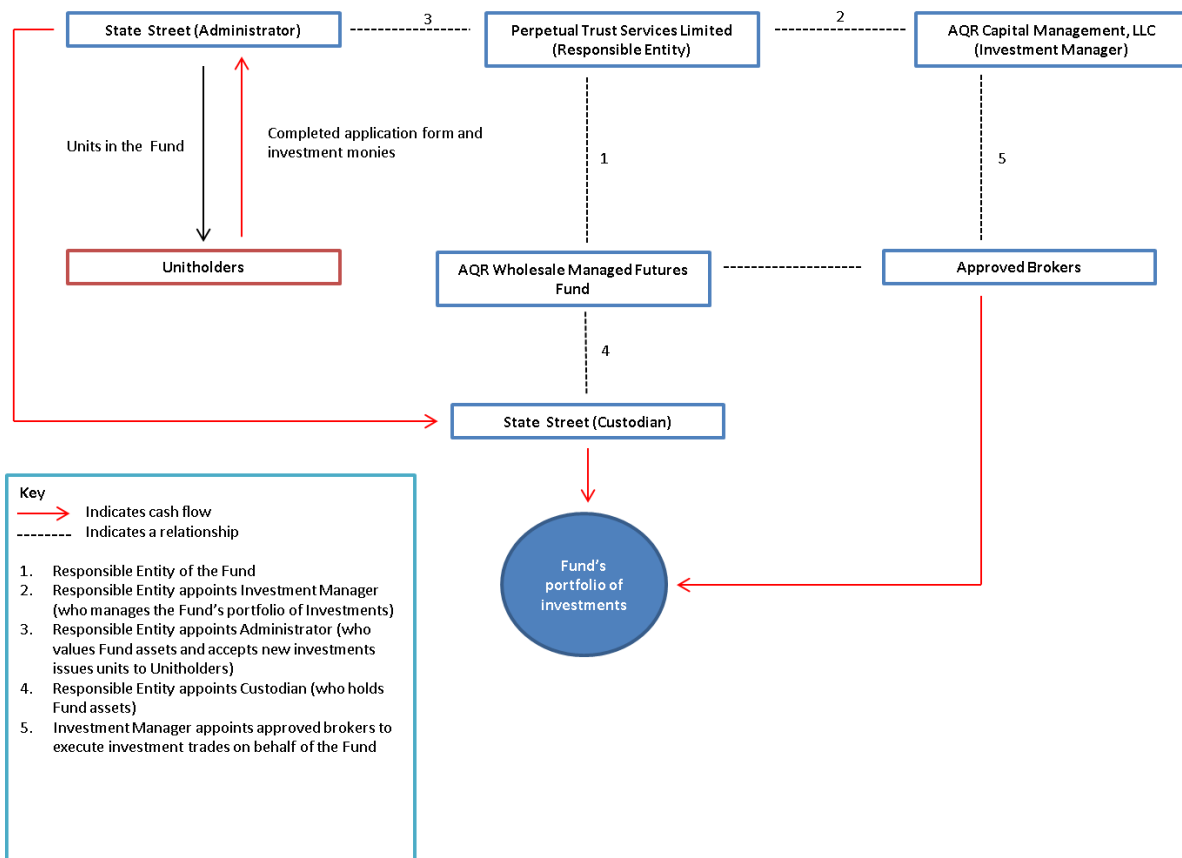 State Street (Administrator)
3
Perpetual Trust Services Limited
(Responsible Entity)
2
AQR Capital Management, LLC
(Investment Manager)
Units in the Fund
Completed application form and
investment monies
1
5
Unitholders
AQR Wholesale Managed Futures
Fund
Approved Brokers
4
State Street (Custodian)
Fund's
portfolio of
investments
Key
Indicates cash flow
Indicates a relationship
1. Responsible Entity of the Fund
2. Responsible Entity appoints Investment Manager
(who manages the Fund's portfolio of Investments)
3. Responsible Entity appoints Administrator (who
values Fund assets and accepts new investments
issues units to Unitholders)
4. Responsible Entity appoints Custodian (who holds
Fund assets)
5. Investment Manager appoints approved brokers to
execute investment trades on behalf of the Fund